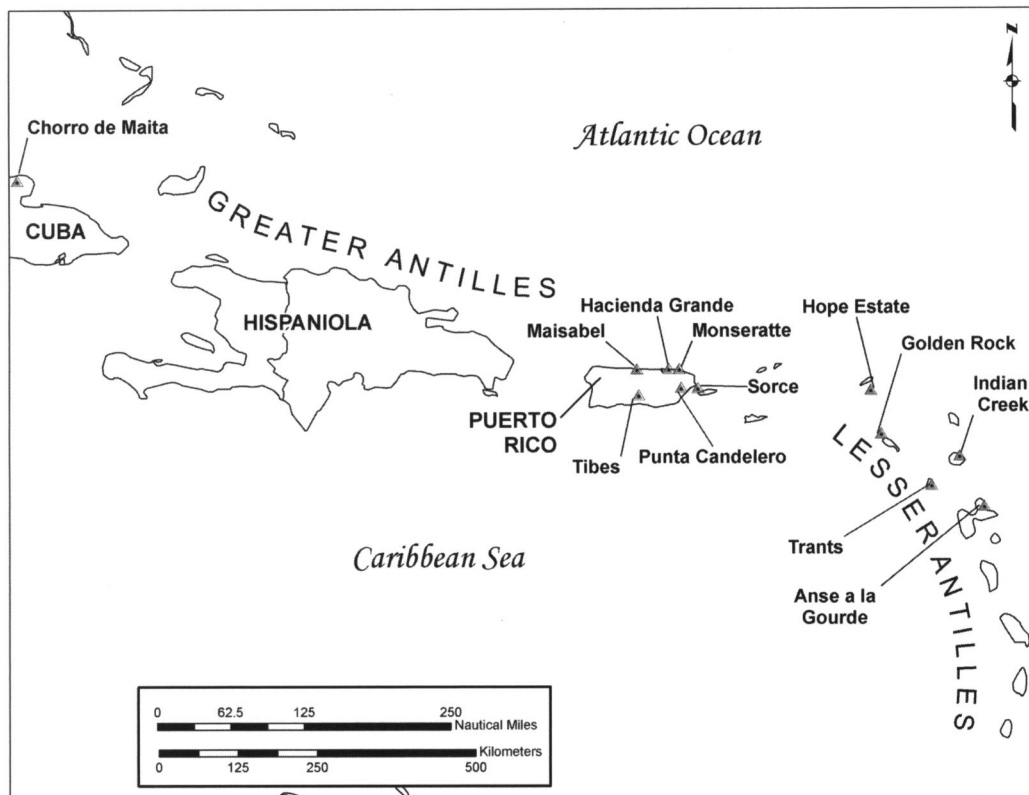 N
Chorro de Maita
Atlantic Ocean
CUBA
GREATER ANTILLES
HISPANIOLA
Hacienda Grande
Maisabel
Monseratte
Hope Estate
Golden Rock
Indian
Creek
Sorce
PUERTO
RICO
Tibes
Punta Candelero
LESSER ANTILLES
Trants
Caribbean Sea
Anse a la
Gourde
0 62.5 125 250
Nautical Miles
Kilometers
0 125 250 500